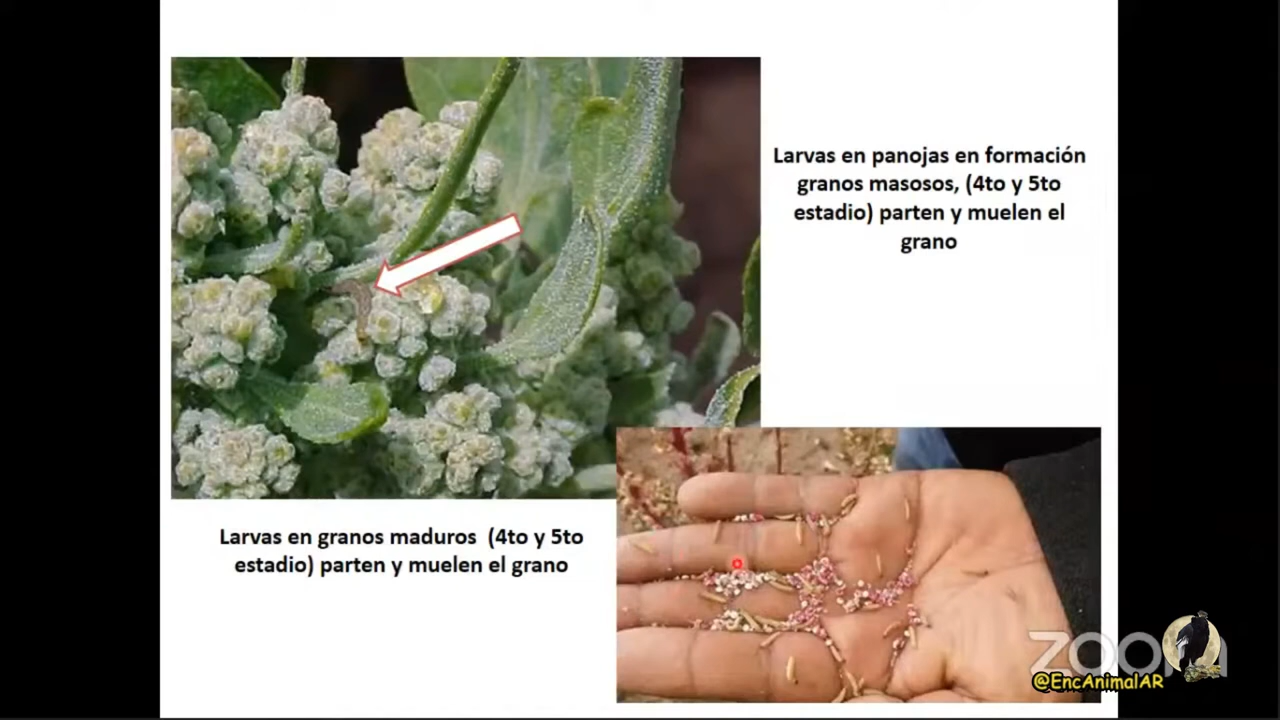 Larvas en panojas en formación
granos masosos, (4to y 5to
estadio) parten y muelen el
grano
Larvas en granos maduros  (4to y 5to
estadio) parten y muelen el grano
zoom
@EncAnimalAR